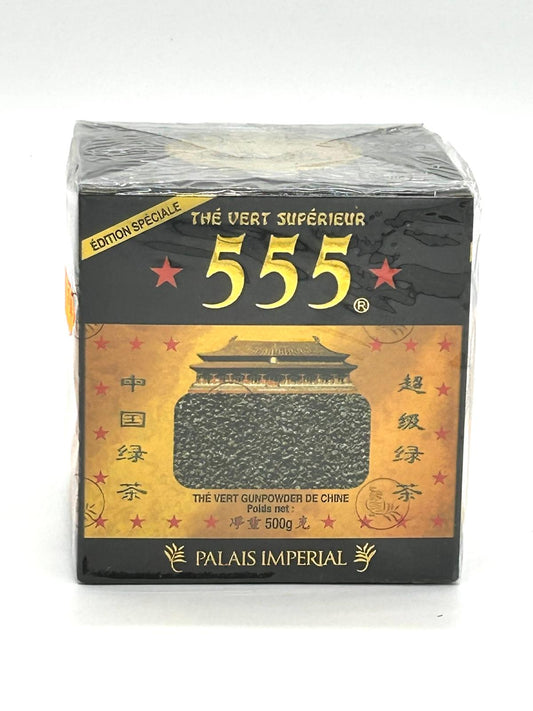 ÉDITION SPÉCIALE
THÉ VERT SUPÉRIEUR
555®
中国绿茶
超级绿茶
THÉ VERT GUNPOWDER DE CHINE
Poids net :
净重 500g 克
PALAIS IMPERIAL